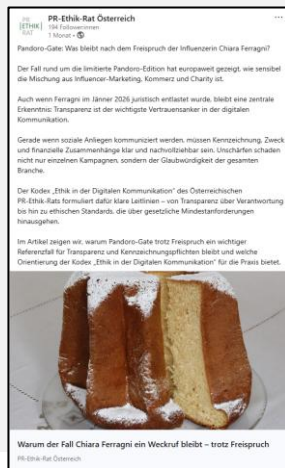 PR
[ETHIK]
RAT
PR-Ethik-Rat Österreich
194 Follower:innen
1 Monat •
Pandoro-Gate: Was bleibt nach dem Freispruch der Influenzerin Chiara Ferragni?
Der Fall rund um die limitierte Pandoro-Edition hat europaweit gezeigt, wie sensibel
die Mischung aus Influencer-Marketing, Kommerz und Charity ist.
Auch wenn Ferragni im Jänner 2026 juristisch entlastet wurde, bleibt eine zentrale
Erkenntnis: Transparenz ist der wichtigste Vertrauensanker in der digitalen
Kommunikation.
Gerade wenn soziale Anliegen kommuniziert werden, müssen Kennzeichnung, Zweck
und finanzielle Zusammenhänge klar und nachvollziehbar sein. Unschärfen schaden
nicht nur einzelnen Kampagnen, sondern der Glaubwürdigkeit der gesamten
Branche.
Der Kodex „Ethik in der Digitalen Kommunikation" des Österreichischen
PR-Ethik-Rats formuliert dafür klare Leitlinien – von Transparenz über Verantwortung
bis hin zu ethischen Standards, die über gesetzliche Mindestanforderungen
hinausgehen.
Im Artikel zeigen wir, warum Pandoro-Gate trotz Freispruch ein wichtiger
Referenzfall für Transparenz und Kennzeichnungspflichten bleibt und welche
Orientierung der Kodex „Ethik in der Digitalen Kommunikation" für die Praxis bietet.
Warum der Fall Chiara Ferragni ein Weckruf bleibt – trotz Freispruch
PR-Ethik-Rat Österreich